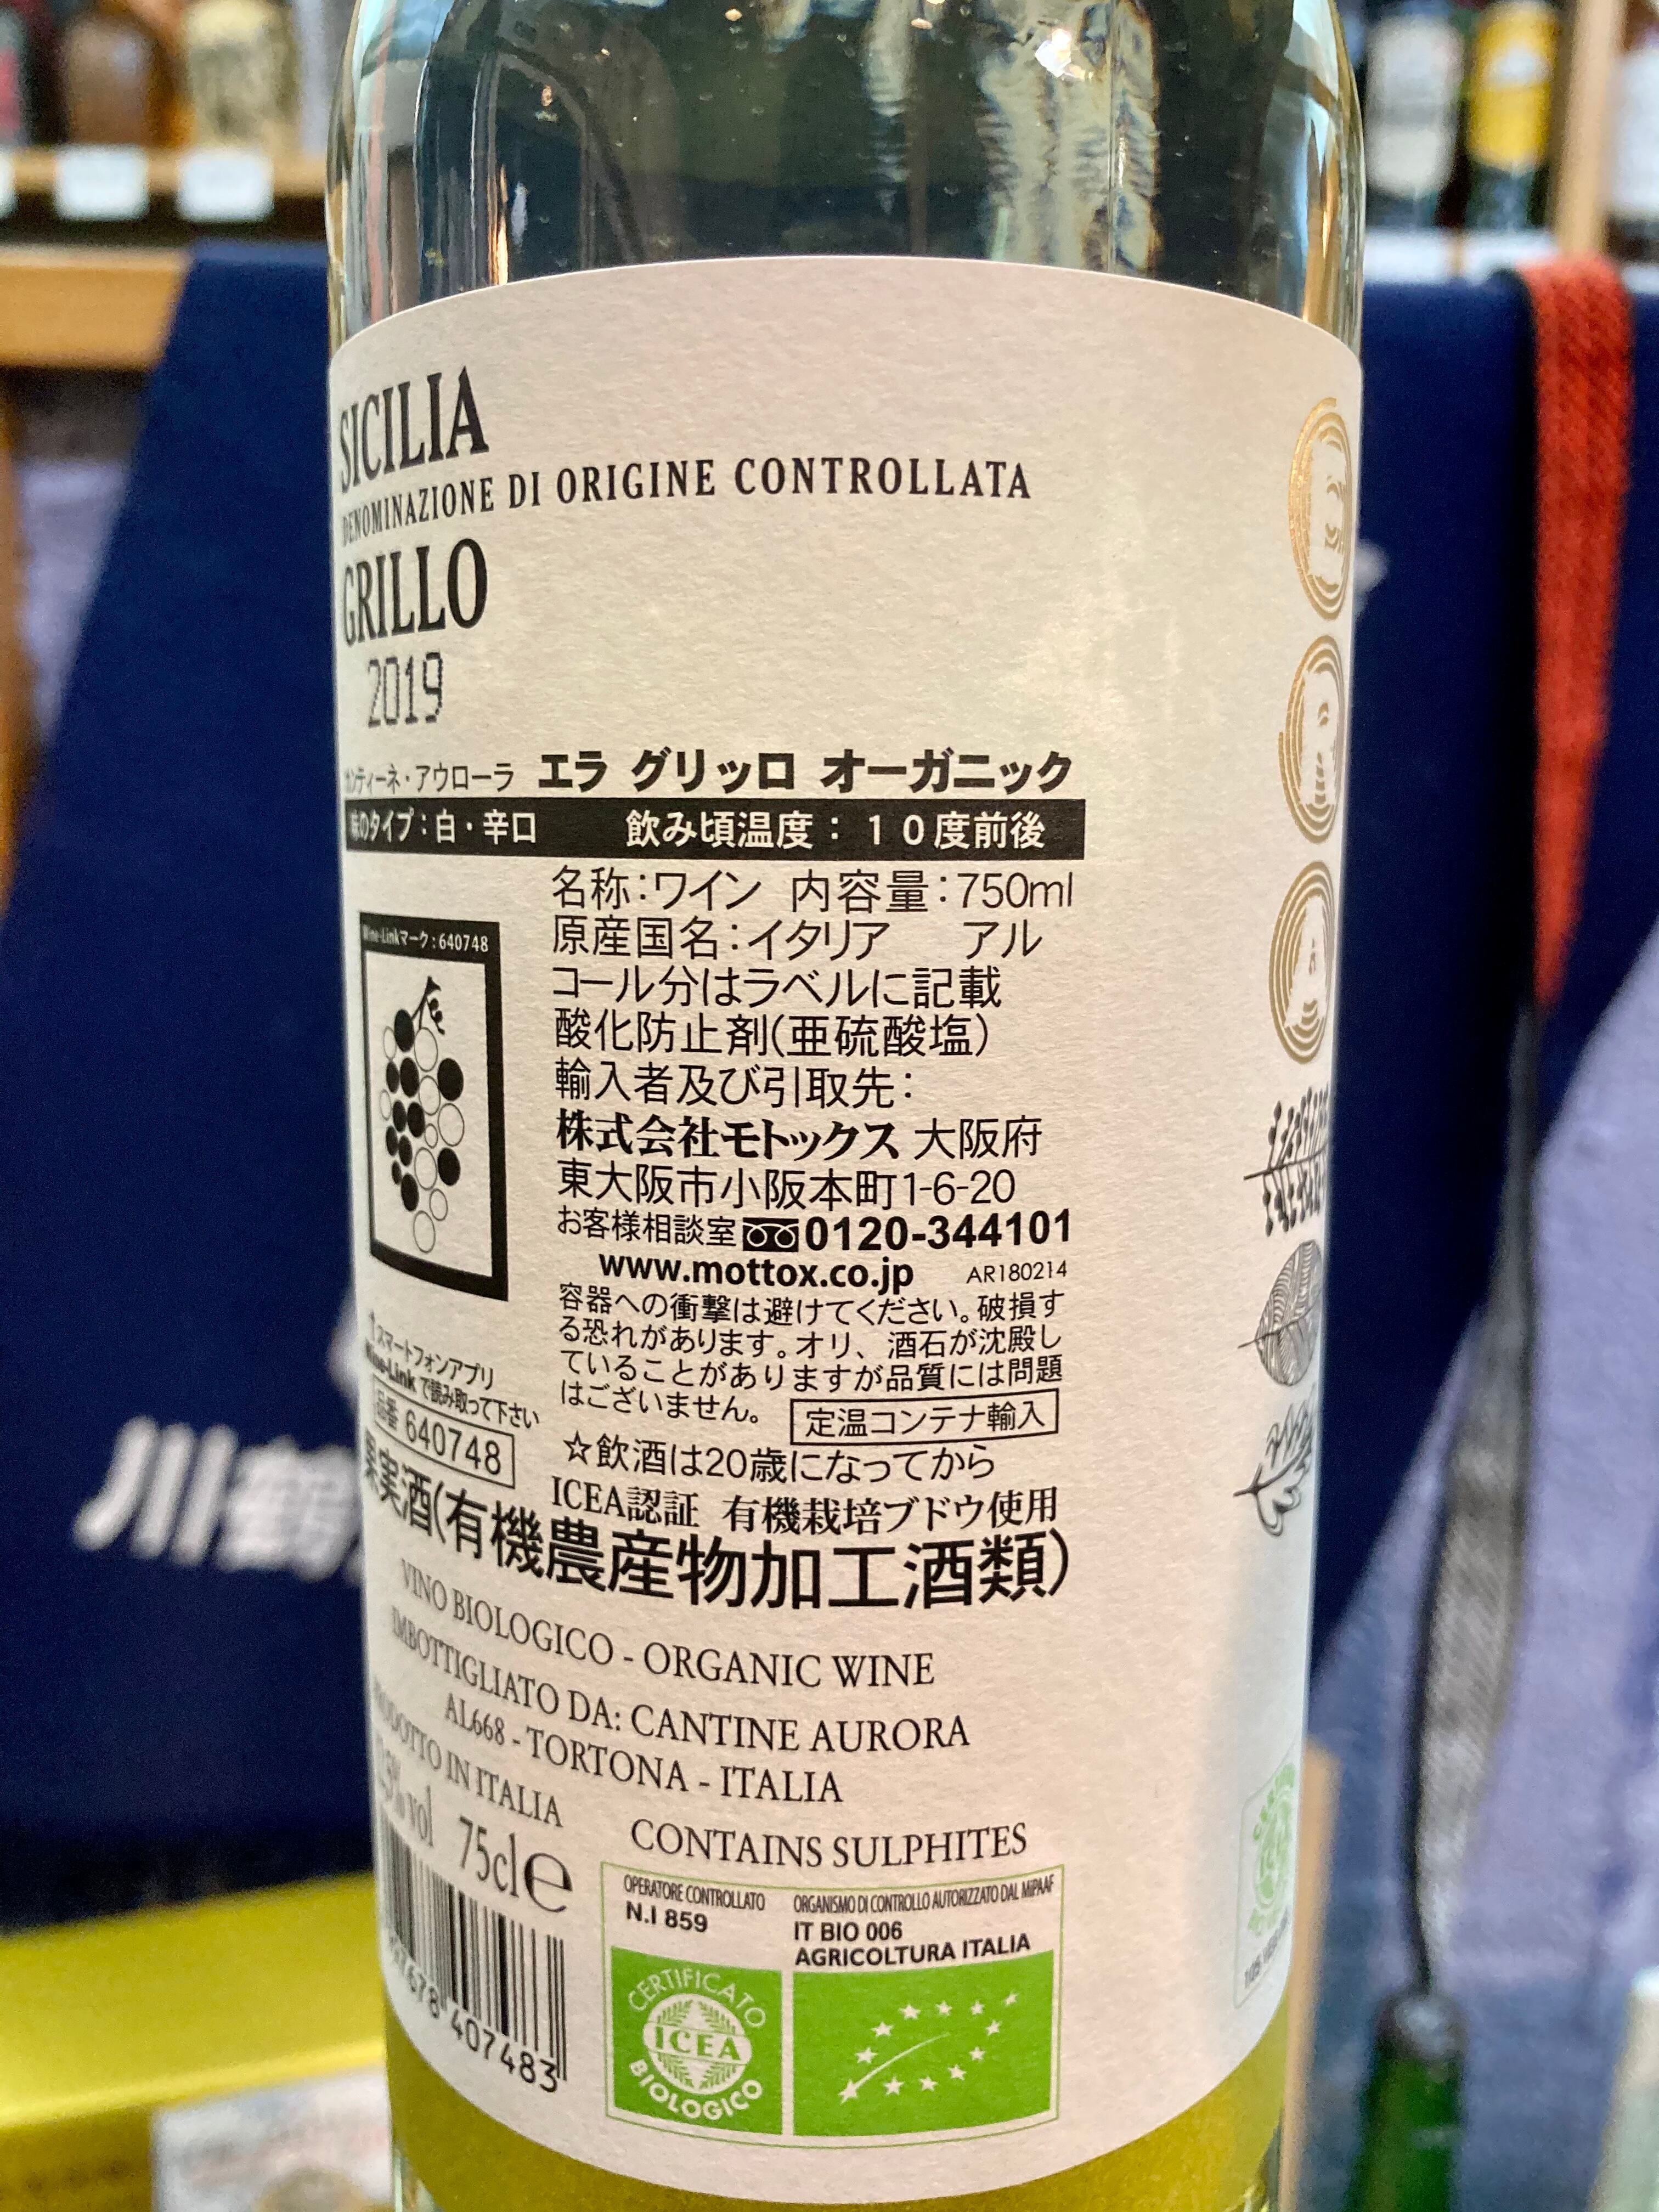 SICILIA
DENOMINAZIONE DI ORIGINE CONTROLLATA
GRILLO
2019
カンティーネ・アウローラ エラ グリッロ オーガニック
味のタイプ：白・辛口 飲み頃温度：１０度前後
名称：ワイン 内容量：750ml
原産国名：イタリア アル
コール分はラベルに記載
酸化防止剤(亜硫酸塩)
輸入者及び引取先：
株式会社モトックス 大阪府
東大阪市小阪本町1-6-20
お客様相談室 0120-344101
www.mottox.co.jp AR180214
容器への衝撃は避けてください。破損す
る恐れがあります。オリ、酒石が沈殿し
ていることがありますが品質には問題
はございません。 定温コンテナ輸入
☆飲酒は20歳になってから
Wine-Linkマーク：640748
↑スマートフォンアプリ
Wine-Linkで読み取って下さい
品番 640748
ICEA認証 有機栽培ブドウ使用
果実酒(有機農産物加工酒類)
VINO BIOLOGICO - ORGANIC WINE
IMBOTTIGLIATO DA: CANTINE AURORA
AL668 - TORTONA - ITALIA
PRODOTTO IN ITALIA
vol 75cl e
CONTAINS SULPHITES
OPERATORE CONTROLLATO
N.I 859
ORGANISMO DI CONTROLLO AUTORIZZATO DAL MiPAAF
IT BIO 006
AGRICOLTURA ITALIA
CERTIFICATO
ICEA
BIOLOGICO
407483
川鶴